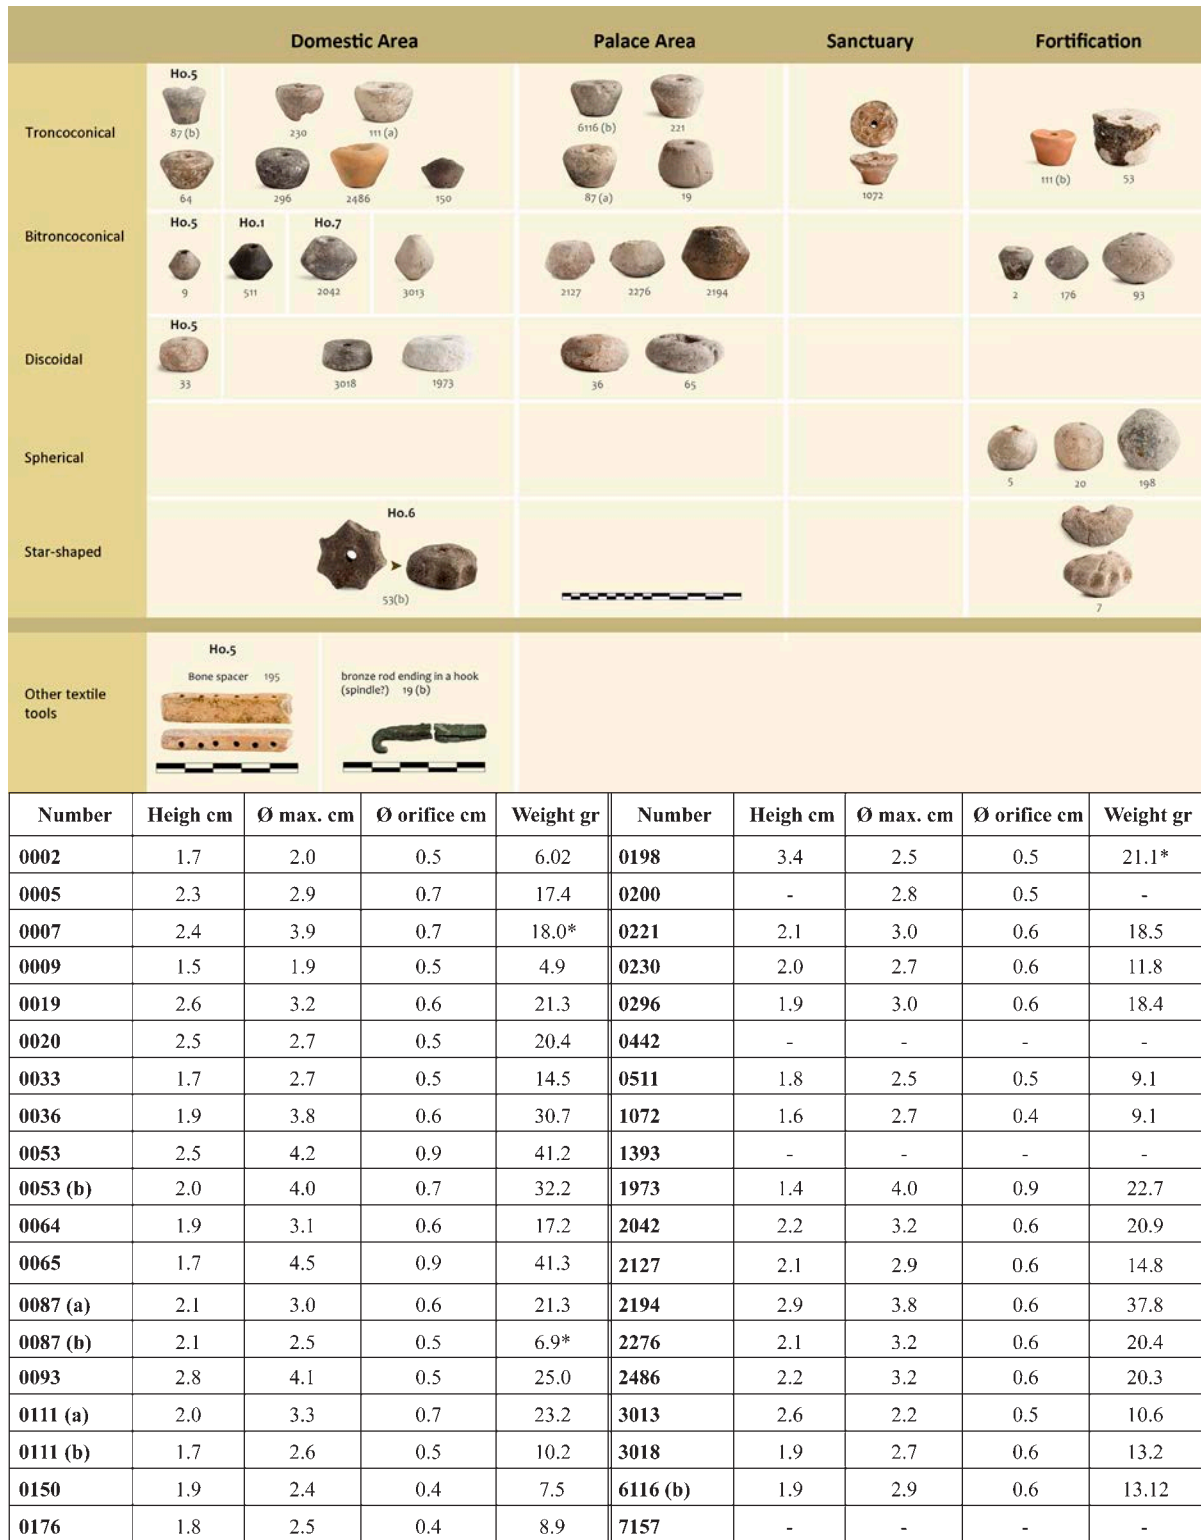 Domestic Area Palace Area Sanctuary Fortification
Troncoconical
Ho.5
87 (b) 230 111 (a) 6116 (b) 221
64 296 2486 150 87 (a) 19 1072 111 (b) 53
Bitroncoconical
Ho.5 Ho.1 Ho.7
9 511 2042 3013 2127 2276 2194 2 176 93
Discoidal
Ho.5
33 3018 1973 36 65
Spherical
5 20 198
Star-shaped
Ho.6
53(b) 7
Other textile
tools
Ho.5
Bone spacer 195
bronze rod ending in a hook
(spindle?) 19 (b)
Number Heigh cm Ø max. cm Ø orifice cm Weight gr Number Heigh cm Ø max. cm Ø orifice cm Weight gr
0002 1.7 2.0 0.5 6.02 0198 3.4 2.5 0.5 21.1*
0005 2.3 2.9 0.7 17.4 0200 - 2.8 0.5 -
0007 2.4 3.9 0.7 18.0* 0221 2.1 3.0 0.6 18.5
0009 1.5 1.9 0.5 4.9 0230 2.0 2.7 0.6 11.8
0019 2.6 3.2 0.6 21.3 0296 1.9 3.0 0.6 18.4
0020 2.5 2.7 0.5 20.4 0442 - - - -
0033 1.7 2.7 0.5 14.5 0511 1.8 2.5 0.5 9.1
0036 1.9 3.8 0.6 30.7 1072 1.6 2.7 0.4 9.1
0053 2.5 4.2 0.9 41.2 1393 - - - -
0053 (b) 2.0 4.0 0.7 32.2 1973 1.4 4.0 0.9 22.7
0064 1.9 3.1 0.6 17.2 2042 2.2 3.2 0.6 20.9
0065 1.7 4.5 0.9 41.3 2127 2.1 2.9 0.6 14.8
0087 (a) 2.1 3.0 0.6 21.3 2194 2.9 3.8 0.6 37.8
0087 (b) 2.1 2.5 0.5 6.9* 2276 2.1 3.2 0.6 20.4
0093 2.8 4.1 0.5 25.0 2486 2.2 3.2 0.6 20.3
0111 (a) 2.0 3.3 0.7 23.2 3013 2.6 2.2 0.5 10.6
0111 (b) 1.7 2.6 0.5 10.2 3018 1.9 2.7 0.6 13.2
0150 1.9 2.4 0.4 7.5 6116 (b) 1.9 2.9 0.6 13.12
0176 1.8 2.5 0.4 8.9 7157 - - - -